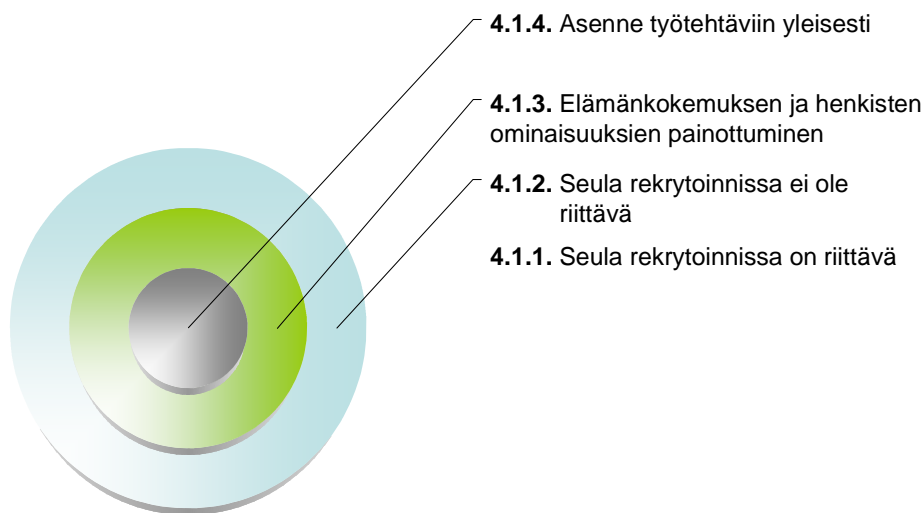 4.1.4. Asenne työtehtäviin yleisesti
4.1.3. Elämänkokemuksen ja henkisten
ominaisuuksien painottuminen
4.1.2. Seula rekrytoinnissa ei ole
riittävä
4.1.1. Seula rekrytoinnissa on riittävä